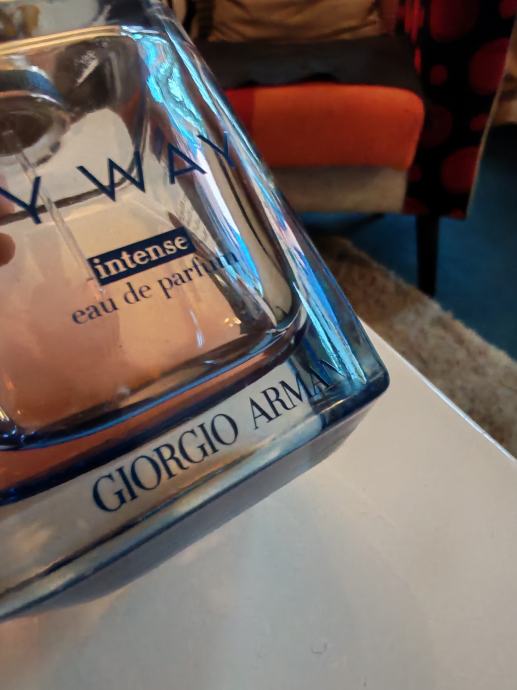 Y WAY
intense
eau de parfum
GIORGIO ARMAN